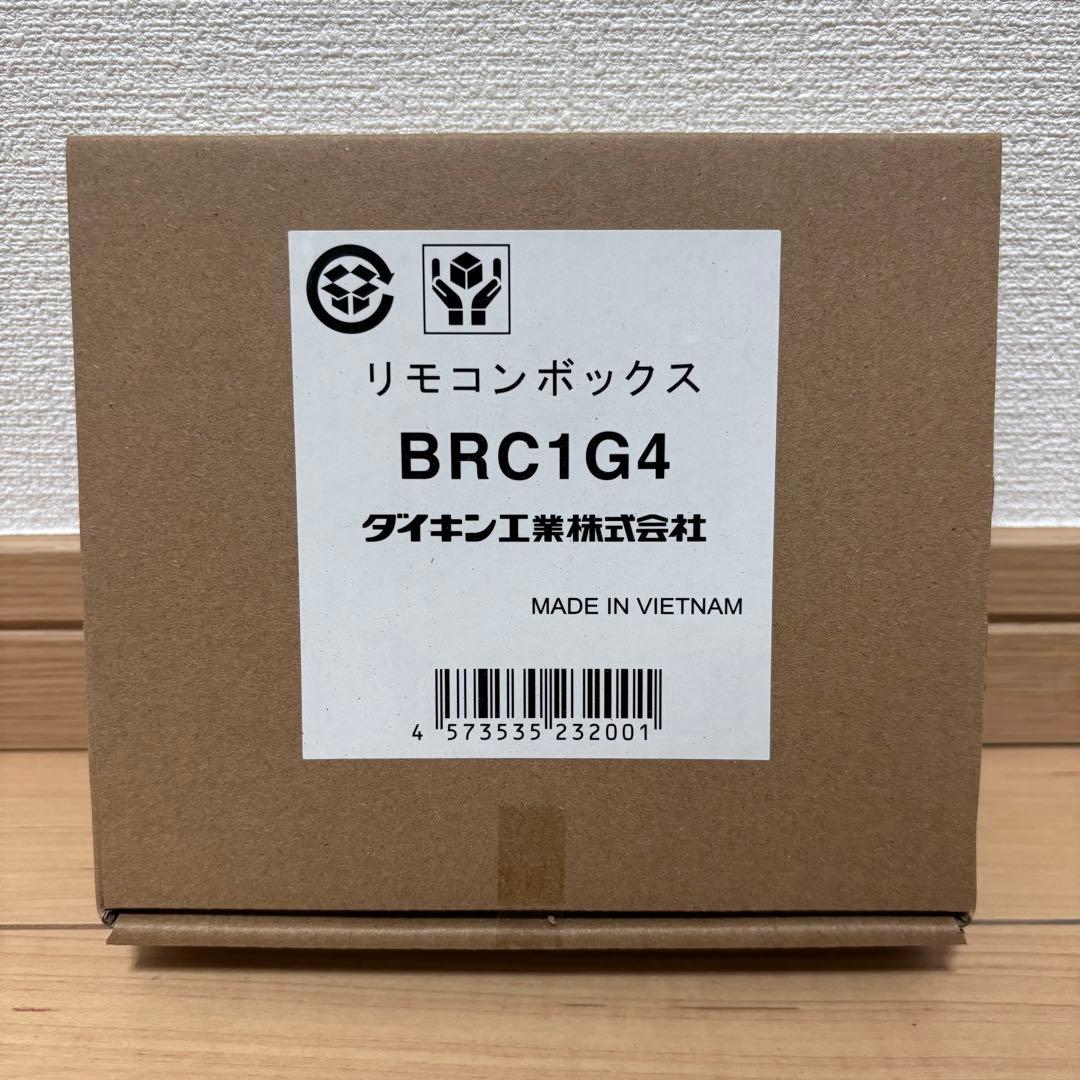 リモコンボックス
BRC1G4
ダイキン工業株式会社
MADE IN VIETNAM
4 573535 232001